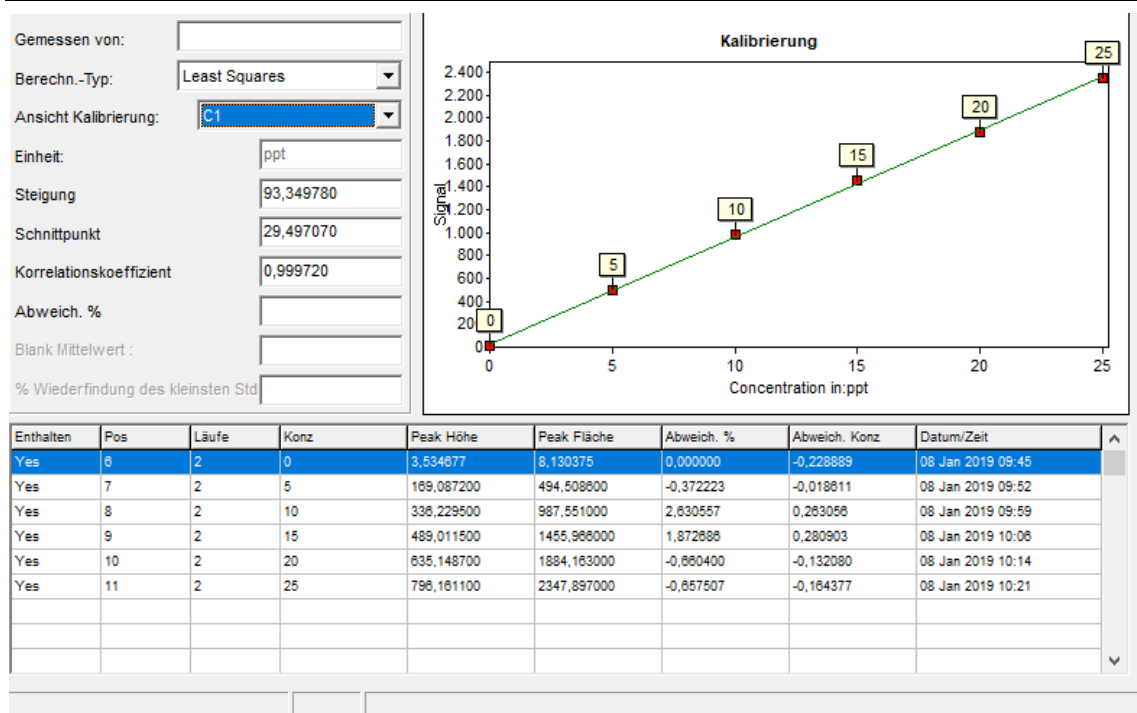 Gemessen von:
Berechn.-Typ: Least Squares
Ansicht Kalibrierung: C1
Einheit: ppt
Steigung 93,349780
Schnittpunkt 29,497070
Korrelationskoeffizient 0,999720
Abweich. %
Blank Mittelwert :
% Wiederfindung des kleinsten Std
Kalibrierung
Signal
2.400
2.200
2.000
1.800
1.600
1.400
1.200
1.000
800
600
400
20
0
0 5 10 15 20 25
0 5 10 15 20 25
Concentration in:ppt
Enthalten Pos Läufe Konz Peak Höhe Peak Fläche Abweich. % Abweich. Konz Datum/Zeit
Yes 6 2 0 3,534677 8,130375 0,000000 -0,228889 08 Jan 2019 09:45
Yes 7 2 5 169,087200 494,508600 -0,372223 -0,018611 08 Jan 2019 09:52
Yes 8 2 10 336,229500 987,551000 2,630557 0,263056 08 Jan 2019 09:59
Yes 9 2 15 489,011500 1455,966000 1,872686 0,280903 08 Jan 2019 10:06
Yes 10 2 20 635,148700 1884,163000 -0,660400 -0,132080 08 Jan 2019 10:14
Yes 11 2 25 796,161100 2347,897000 -0,657507 -0,164377 08 Jan 2019 10:21